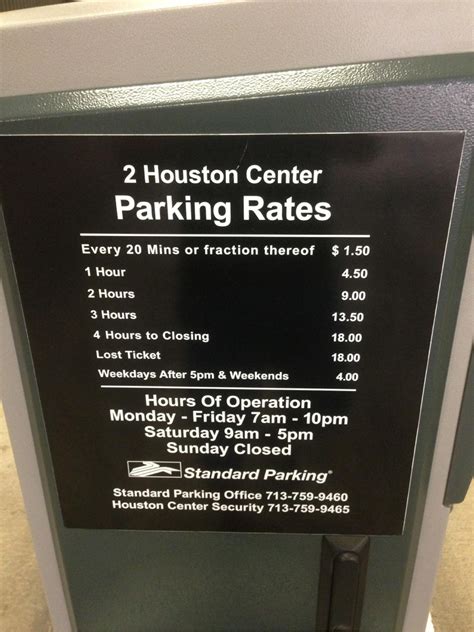 2 Houston Center
Parking Rates
Every 20 Mins or fraction thereof $ 1.50
1 Hour 4.50
2 Hours 9.00
3 Hours 13.50
4 Hours to Closing 18.00
Lost Ticket 18.00
Weekdays After 5pm & Weekends 4.00
Hours Of Operation
Monday - Friday 7am - 10pm
Saturday 9am - 5pm
Sunday Closed
Standard Parking®
Standard Parking Office 713-759-9460
Houston Center Security 713-759-9465